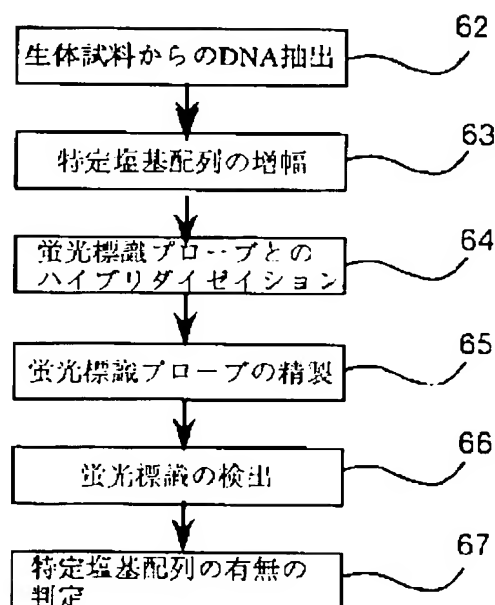 62
生体試料からのDNA抽出
63
特定塩基配列の増幅
64
蛍光標識プローブとの
ハイブリダイゼイション
65
蛍光標識プローブの精製
66
蛍光標識の検出
67
特定塩基配列の有無の
判定